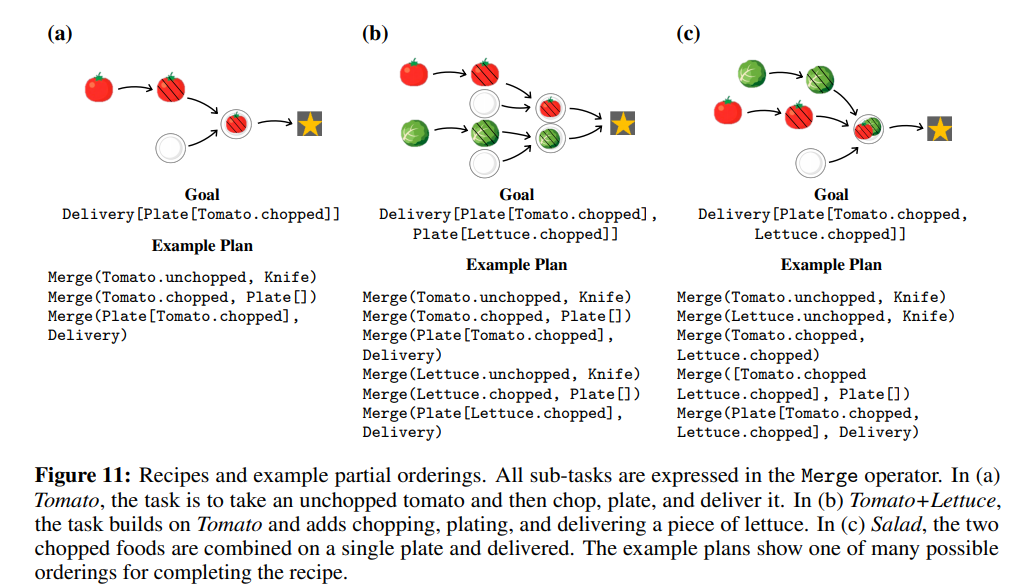 (a)
Goal
Delivery[Plate[Tomato.chopped]]
Example Plan
Merge(Tomato.unchopped, Knife)
Merge(Tomato.chopped, Plate[])
Merge(Plate[Tomato.chopped],
Delivery)
(b)
Goal
Delivery[Plate[Tomato.chopped],
Plate[Lettuce.chopped]]
Example Plan
Merge(Tomato.unchopped, Knife)
Merge(Tomato.chopped, Plate[])
Merge(Plate[Tomato.chopped],
Delivery)
Merge(Lettuce.unchopped, Knife)
Merge(Lettuce.chopped, Plate[])
Merge(Plate[Lettuce.chopped],
Delivery)
(c)
Goal
Delivery[Plate[Tomato.chopped,
Lettuce.chopped]]
Example Plan
Merge(Tomato.unchopped, Knife)
Merge(Lettuce.unchopped, Knife)
Merge(Tomato.chopped,
Lettuce.chopped)
Merge([Tomato.chopped
Lettuce.chopped], Plate[])
Merge(Plate[Tomato.chopped,
Lettuce.chopped], Delivery)
Figure 11: Recipes and example partial orderings. All sub-tasks are expressed in the Merge operator. In (a)
Tomato, the task is to take an unchopped tomato and then chop, plate, and deliver it. In (b) Tomato+Lettuce,
the task builds on Tomato and adds chopping, plating, and delivering a piece of lettuce. In (c) Salad, the two
chopped foods are combined on a single plate and delivered. The example plans show one of many possible
orderings for completing the recipe.